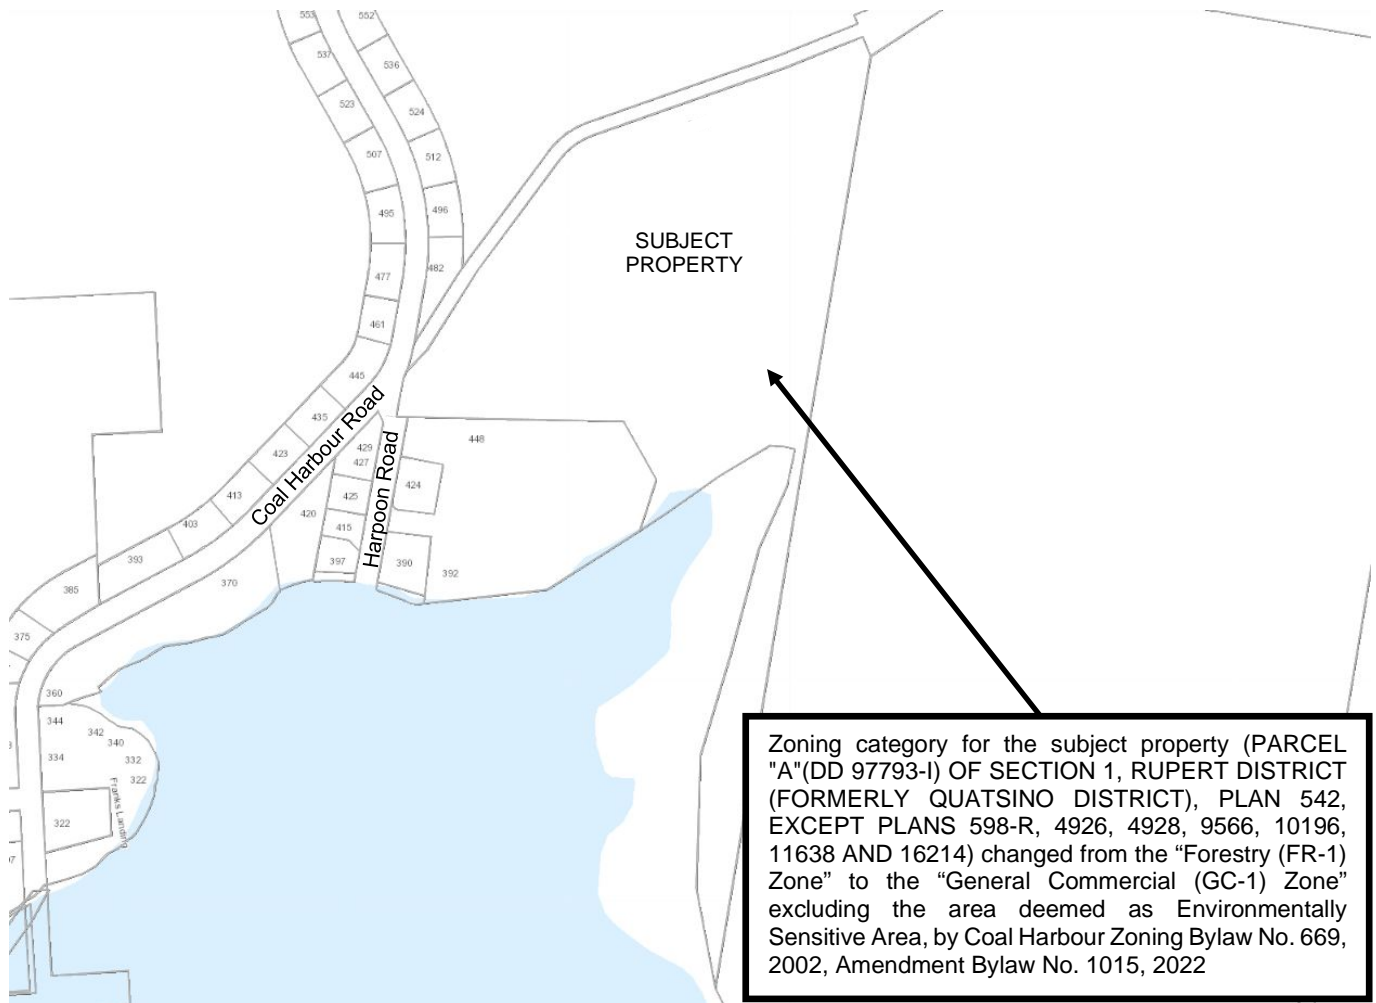 553
552
537
536
523
524
507
512
495
496
SUBJECT
PROPERTY
477
482
461
445
435
423
413
403
393
385
375
Coal Harbour Road
Harpoon Road
448
429
427
424
425
420
415
397
390
392
370
360
344
342
340
334
332
322
322
Franks Landing
Zoning category for the subject property (PARCEL
"A"(DD 97793-I) OF SECTION 1, RUPERT DISTRICT
(FORMERLY QUATSINO DISTRICT), PLAN 542,
EXCEPT PLANS 598-R, 4926, 4928, 9566, 10196,
11638 AND 16214) changed from the “Forestry (FR-1)
Zone” to the “General Commercial (GC-1) Zone”
excluding the area deemed as Environmentally
Sensitive Area, by Coal Harbour Zoning Bylaw No. 669,
2002, Amendment Bylaw No. 1015, 2022